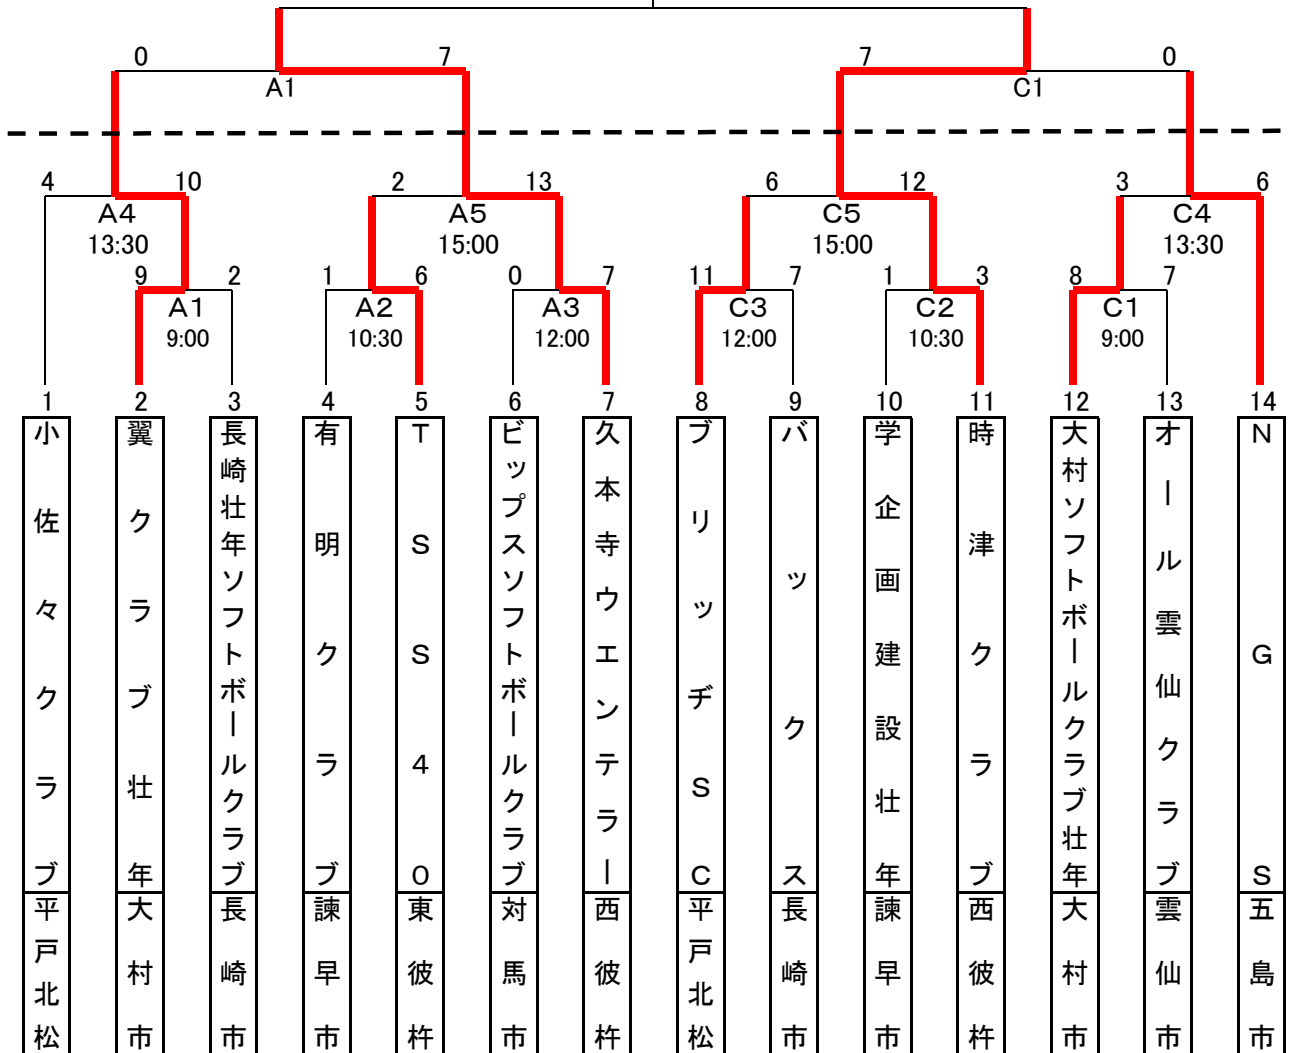 0 7 7 0
A1 C1
4 10 2 13 6 12 3 6
A4 A5 C5 C4
13:30 15:00 15:00 13:30
9 2 1 6 0 7 11 7 1 3 8 7
A1 A2 A3 C3 C2 C1
9:00 10:30 12:00 12:00 10:30 9:00
1 2 3 4 5 6 7 8 9 10 11 12 13 14
小佐々クラブ
平戸北松
翼クラブ壮年
大村市
長崎壮年ソフトボールクラブ
長崎市
有明クラブ
諫早市
TSS40
東彼杵
ビップスソフトボールクラブ
対馬市
久本寺ウエンテラー
西彼杵
ブリッヂSC
平戸北松
バックス
長崎市
学企画建設壮年
諫早市
時津クラブ
西彼杵
大村ソフトボールクラブ壮年
大村市
オール雲仙クラブ
雲仙市
NGS
五島市